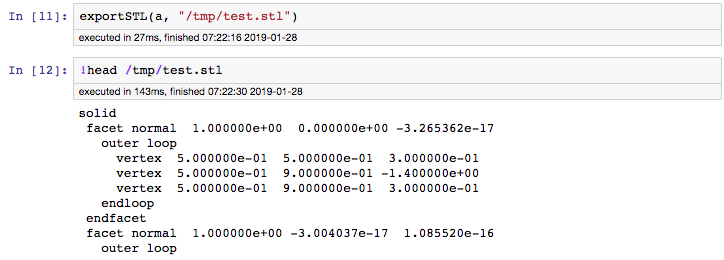 In [11]: exportSTL(a, "/tmp/test.stl")
executed in 27ms, finished 07:22:16 2019-01-28
In [12]: !head /tmp/test.stl
executed in 143ms, finished 07:22:30 2019-01-28
solid
 facet normal  1.000000e+00  0.000000e+00 -3.265362e-17
   outer loop
     vertex  5.000000e-01  5.000000e-01  3.000000e-01
     vertex  5.000000e-01  9.000000e-01 -1.400000e+00
     vertex  5.000000e-01  9.000000e-01  3.000000e-01
   endloop
 endfacet
 facet normal  1.000000e+00 -3.004037e-17  1.085520e-16
   outer loop